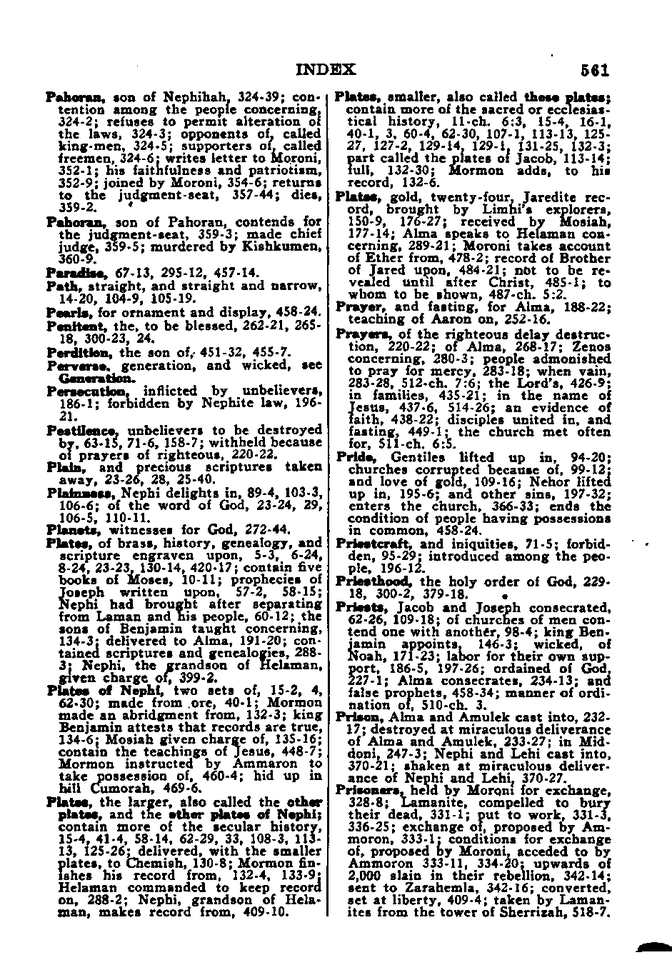 INDEX 561
Pahoran, son of Nephihah, 324-39; con-
tention among the people concerning,
324-2; refuses to permit alteration of
the laws, 324-3; opponents of, called
king-men, 324-5; supporters of, called
freemen, 324-6; writes letter to Moroni,
352-1; his faithfulness and patriotism,
352-9; joined by Moroni, 354-6; returns
to the judgment-seat, 357-44; dies,
359-2.
Pahoran, son of Pahoran, contends for
the judgment-seat, 359-3; made chief
judge, 359-5; murdered by Kishkumen,
360-9.
Paradise, 67-13, 295-12, 457-14.
Path, straight, and straight and narrow,
14-20, 104-9, 105-19.
Pearls, for ornament and display, 458-24.
Penitent, the, to be blessed, 262-21, 265-
18, 300-23, 24.
Perdition, the son of, 451-32, 455-7.
Perverse, generation, and wicked, see
Generation.
Persecution, inflicted by unbelievers,
186-1; forbidden by Nephite law, 196-
21.
Pestilence, unbelievers to be destroyed
by, 63-15, 71-6, 158-7; withheld because
of prayers of righteous, 220-22.
Plain, and precious scriptures taken
away, 23-26, 28, 25-40.
Plainness, Nephi delights in, 89-4, 103-3,
106-6; of the word of God, 23-24, 29,
106-5, 110-11.
Planets, witnesses for God, 272-44.
Plates, of brass, history, genealogy, and
scripture engraven upon, 5-3, 6-24,
8-24, 23-23, 130-14, 420-17; contain five
books of Moses, 10-11; prophecies of
Joseph written upon, 57-2, 58-15;
Nephi had brought after separating
from Laman and his people, 60-12; the
sons of Benjamin taught concerning,
134-3; delivered to Alma, 191-20; con-
tained scriptures and genealogies, 288-
3; Nephi, the grandson of Helaman,
given charge of, 399-2.
Plates of Nephi, two sets of, 15-2, 4,
62-30; made from ore, 40-1; Mormon
made an abridgment from, 132-3; king
Benjamin attests that records are true,
134-6; Mosiah given charge of, 135-16;
contain the teachings of Jesus, 448-7;
Mormon instructed by Ammaron to
take possession of, 460-4; hid up in
hill Cumorah, 469-6.
Plates, the larger, also called the other
plates, and the other plates of Nephi;
contain more of the secular history,
15-4, 41-4, 58-14, 62-29, 33, 108-3, 113-
13, 125-26; delivered, with the smaller
plates, to Chemish, 130-8; Mormon fin-
ishes his record from, 132-4, 133-9;
Helaman commanded to keep record
on, 288-2; Nephi, grandson of Hela-
man, makes record from, 409-10.
Plates, smaller, also called these plates;
contain more of the sacred or ecclesias-
tical history, 11-ch. 6:3, 15-4, 16-1,
40-1, 3, 60-4, 62-30, 107-1, 113-13, 125-
27, 127-2, 129-14, 129-1, 131-25, 132-3;
part called the plates of Jacob, 113-14;
full, 132-30; Mormon adds, to his
record, 132-6.
Plates, gold, twenty-four, Jaredite rec-
ord, brought by Limhi's explorers,
150-9, 176-27; received by Mosiah,
177-14; Alma speaks to Helaman con-
cerning, 289-21; Moroni takes account
of Ether from, 478-2; record of Brother
of Jared upon, 484-21; not to be re-
vealed until after Christ, 485-1; to
whom to be shown, 487-ch. 5:2.
Prayer, and fasting, for Alma, 188-22;
teaching of Aaron on, 252-16.
Prayers, of the righteous delay destruc-
tion, 220-22; of Alma, 268-17; Zenos
concerning, 280-3; people admonished
to pray for mercy, 283-18; when vain,
283-28, 512-ch. 7:6; the Lord's, 426-9;
in families, 435-21; in the name of
Jesus, 437.6, 514-26; an evidence of
faith, 438-22; disciples united in, and
fasting, 449-1; the church met often
for, 511-ch. 6:5.
Pride, Gentiles lifted up in, 94-20;
churches corrupted because of, 99-12;
and love of gold, 109-16; Nehor lifted
up in, 195-6; and other sins, 197-32;
enters the church, 366-33; ends the
condition of people having possessions
in common, 458-24.
Priestcraft, and iniquities, 71-5; forbid-
den, 95-29; introduced among the peo-
ple, 196-12.
Priesthood, the holy order of God, 229-
18, 300-2, 379-18.
Priests, Jacob and Joseph consecrated,
62-26, 109-18; of churches of men con-
tend one with another, 98-4; king Ben-
jamin appoints, 146-3; wicked, of
Noah, 171-23; labor for their own sup-
port, 186-5, 197-26; ordained of God,
227-1; Alma consecrates, 234-13; and
false prophets, 458-34; manner of ordi-
nation of, 510-ch. 3.
Prison, Alma and Amulek cast into, 232-
17; destroyed at miraculous deliverance
of Alma and Amulek, 233-27; in Mid-
doni, 247-3; Nephi and Lehi cast into,
370-21; shaken at miraculous deliver-
ance of Nephi and Lehi, 370-27.
Prisoners, held by Moroni for exchange,
328-8; Lamanite, compelled to bury
their dead, 331-1; put to work, 331-3,
336-25; exchange of, proposed by Am-
moron, 333-1; conditions for exchange
of, proposed by Moroni, acceded to by
Ammoron 333-11, 334-20; upwards of
2,000 slain in their rebellion, 342-14;
sent to Zarahemla, 342-16; converted,
set at liberty, 409-4; taken by Laman-
ites from the tower of Sherrizah, 518-7.